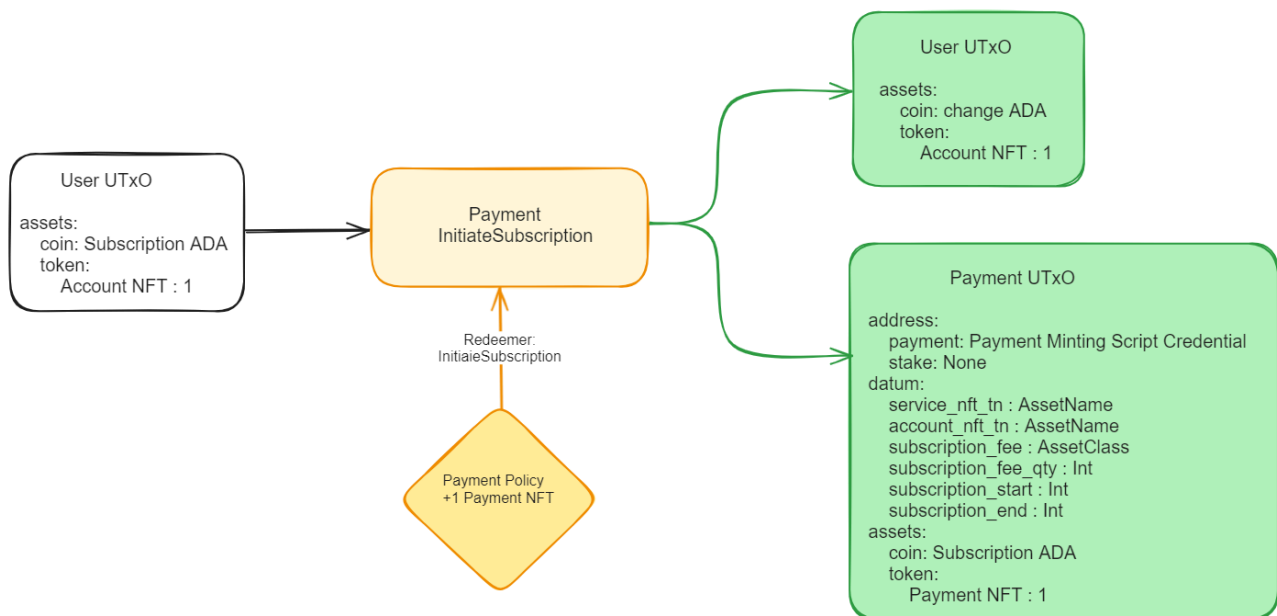 User UTxO
assets:
coin: Subscription ADA
token:
Account NFT : 1
Payment
InitiateSubscription
Redeemer:
InitiaieSubscription
Payment Policy
+1 Payment NFT
User UTxO
assets:
coin: change ADA
token:
Account NFT : 1
Payment UTxO
address:
payment: Payment Minting Script Credential
stake: None
datum:
service_nft_tn : AssetName
account_nft_tn : AssetName
subscription_fee : AssetClass
subscription_fee_qty : Int
subscription_start : Int
subscription_end : Int
assets:
coin: Subscription ADA
token:
Payment NFT : 1